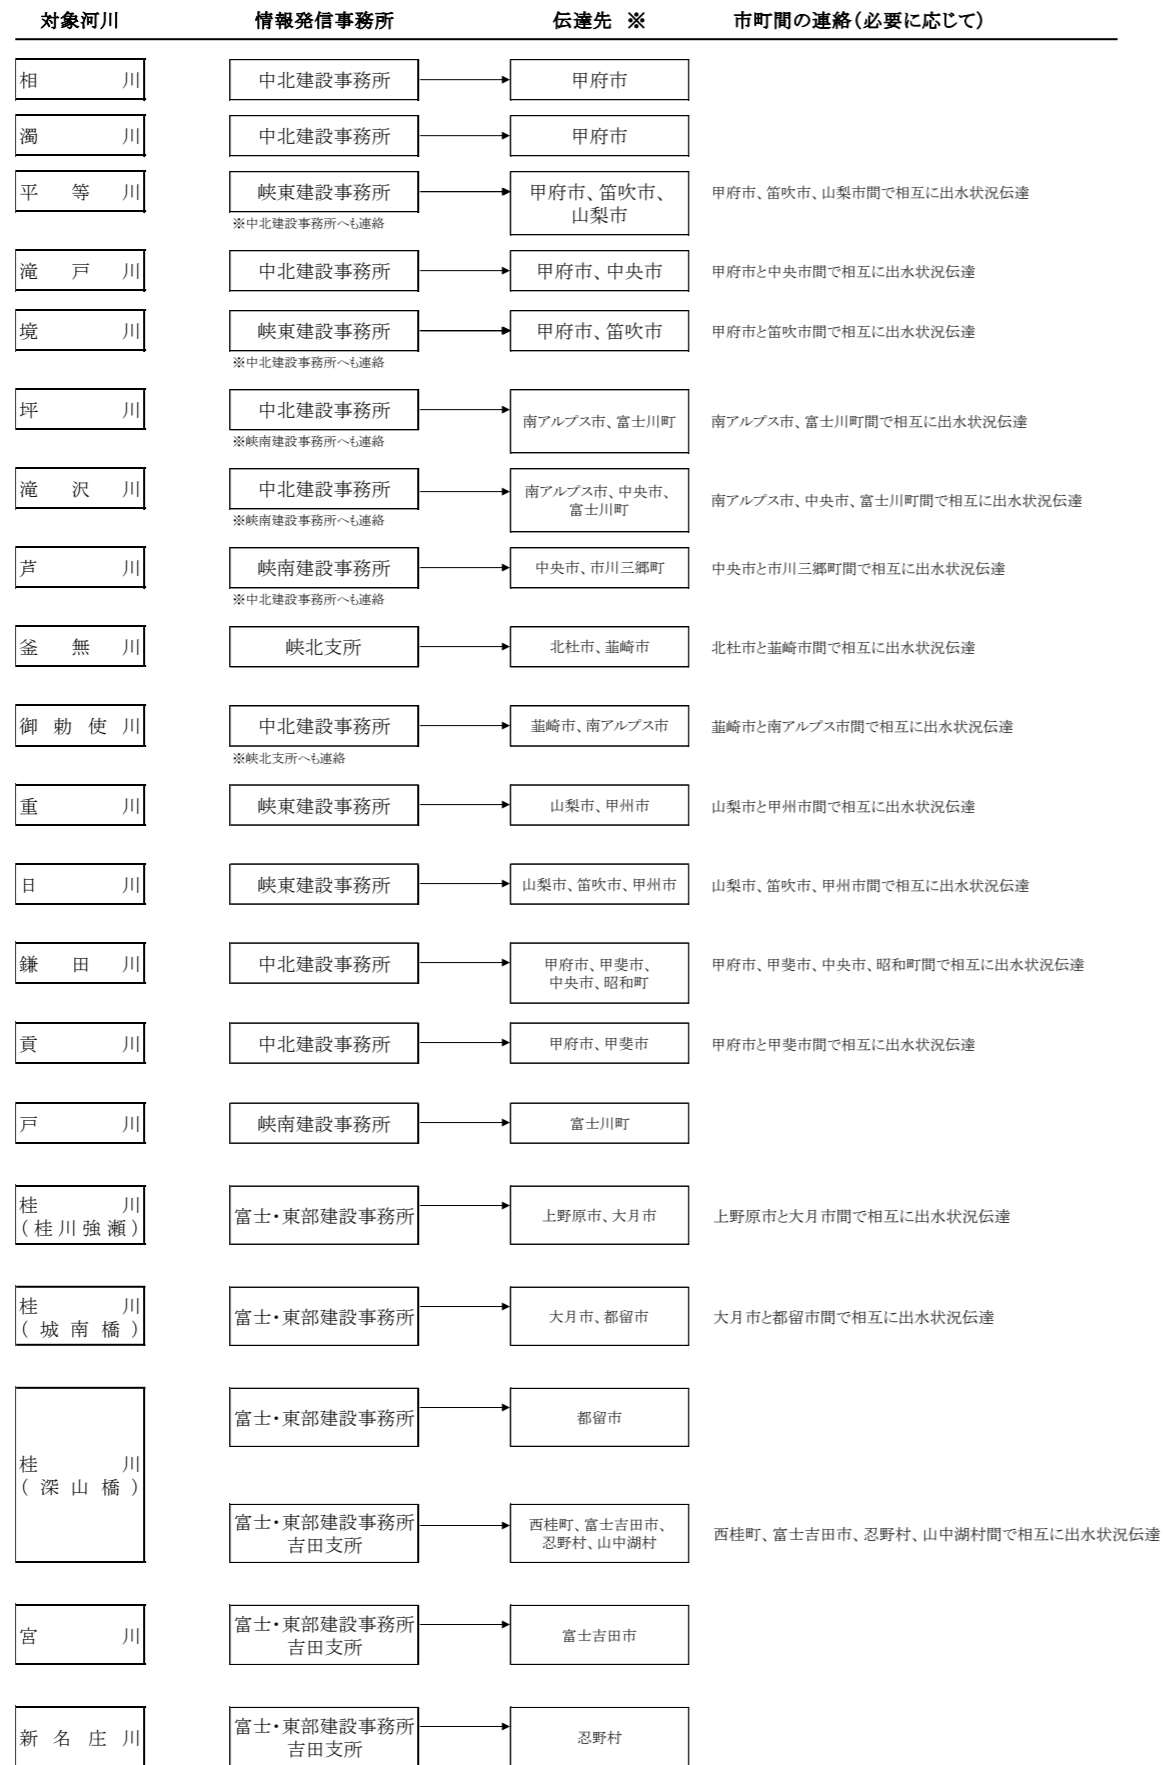 対象河川 情報発信事務所 伝達先 ※ 市町間の連絡(必要に応じて)
相川 中北建設事務所 甲府市
濁川 中北建設事務所 甲府市
平等川 峡東建設事務所 甲府市、笛吹市、 甲府市、笛吹市、山梨市間で相互に出水状況伝達
山梨市
※中北建設事務所へも連絡
滝戸川 中北建設事務所 甲府市、中央市 甲府市と中央市間で相互に出水状況伝達
境川 峡東建設事務所 甲府市、笛吹市 甲府市と笛吹市間で相互に出水状況伝達
※中北建設事務所へも連絡
坪川 中北建設事務所 南アルプス市、富士川町 南アルプス市、富士川町間で相互に出水状況伝達
※峡南建設事務所へも連絡
滝沢川 中北建設事務所 南アルプス市、中央市、 南アルプス市、中央市、富士川町間で相互に出水状況伝達
富士川町
※峡南建設事務所へも連絡
芦川 峡南建設事務所 中央市、市川三郷町 中央市と市川三郷町間で相互に出水状況伝達
※中北建設事務所へも連絡
釜無川 峡北支所 北杜市、韮崎市 北杜市と韮崎市間で相互に出水状況伝達
御勅使川 中北建設事務所 韮崎市、南アルプス市 韮崎市と南アルプス市間で相互に出水状況伝達
※峡北支所へも連絡
重川 峡東建設事務所 山梨市、甲州市 山梨市と甲州市間で相互に出水状況伝達
日川 峡東建設事務所 山梨市、笛吹市、甲州市 山梨市、笛吹市、甲州市間で相互に出水状況伝達
鎌田川 中北建設事務所 甲府市、甲斐市、 甲府市、甲斐市、中央市、昭和町間で相互に出水状況伝達
中央市、昭和町
貢川 中北建設事務所 甲府市、甲斐市 甲府市と甲斐市間で相互に出水状況伝達
戸川 峡南建設事務所 富士川町
桂川 富士・東部建設事務所 上野原市、大月市 上野原市と大月市間で相互に出水状況伝達
(桂川強瀬)
桂川 富士・東部建設事務所 大月市、都留市 大月市と都留市間で相互に出水状況伝達
(城南橋)
富士・東部建設事務所 都留市
桂川
(深山橋)
富士・東部建設事務所 西桂町、富士吉田市、 西桂町、富士吉田市、忍野村、山中湖村間で相互に出水状況伝達
吉田支所 忍野村、山中湖村
宮川 富士・東部建設事務所 富士吉田市
吉田支所
新名庄川 富士・東部建設事務所 忍野村
吉田支所